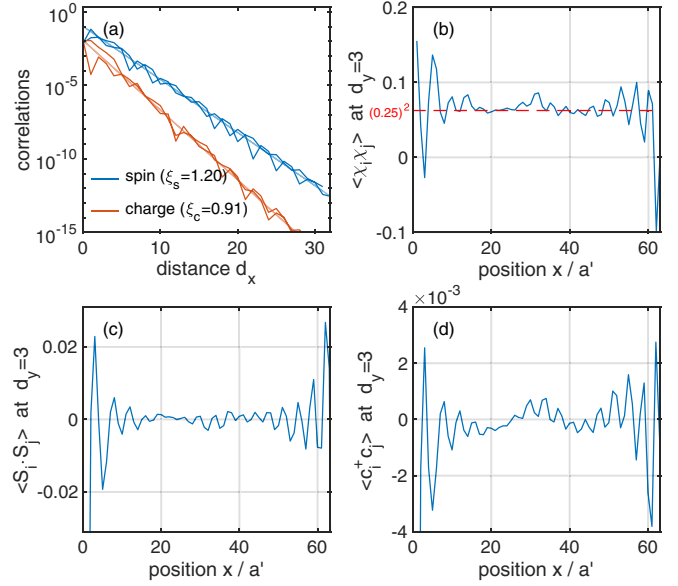 (a)
10^0
10^-5
10^-10
10^-15
correlations
spin (ξ_s=1.20)
charge (ξ_c=0.91)
0 10 20 30
distance d_x
(b)
0.2
0.1
(0.25)^2
0
-0.1
<χ_iχ_j> at d_y=3
0 20 40 60
position x / a'
(c)
0.02
0
-0.02
<S_i·S_j> at d_y=3
0 20 40 60
position x / a'
×10^-3
(d)
4
2
0
-2
-4
<c_i^+c_j> at d_y=3
0 20 40 60
position x / a'